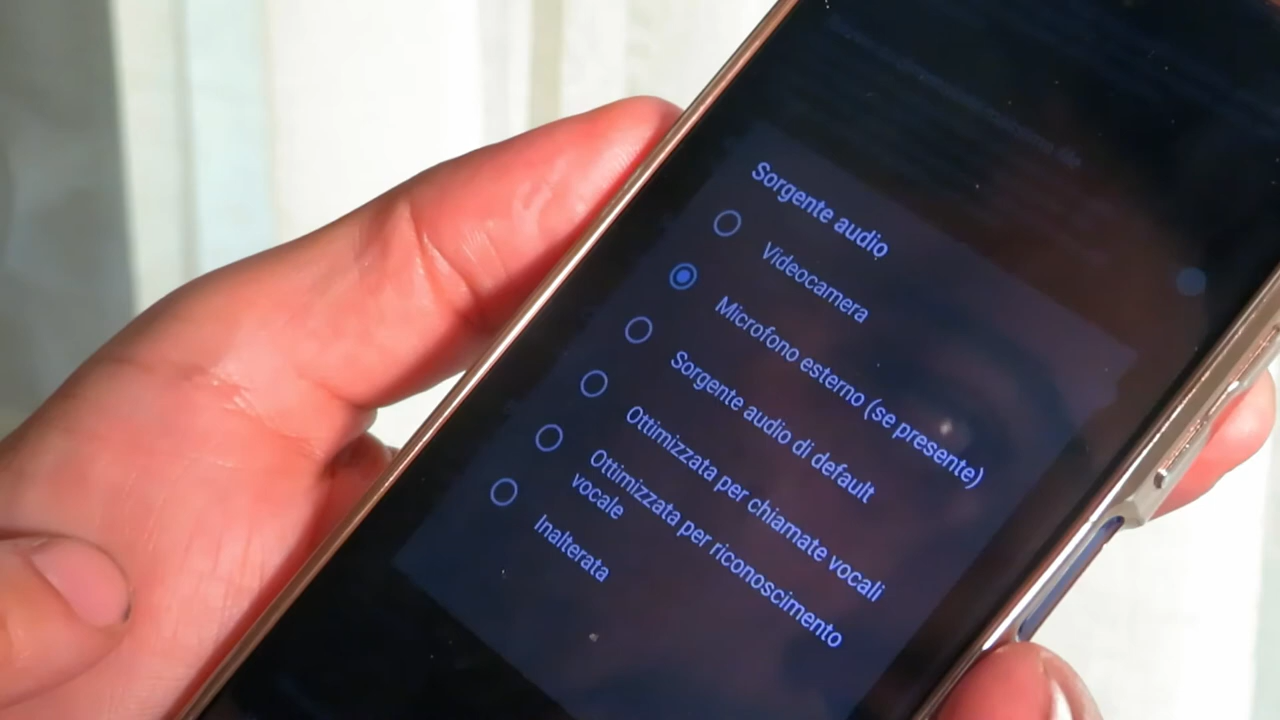 Sorgente audio
Videocamera
Microfono esterno (se presente)
Sorgente audio di default
Ottimizzata per chiamate vocali
Ottimizzata per riconoscimento
vocale
Inalterata